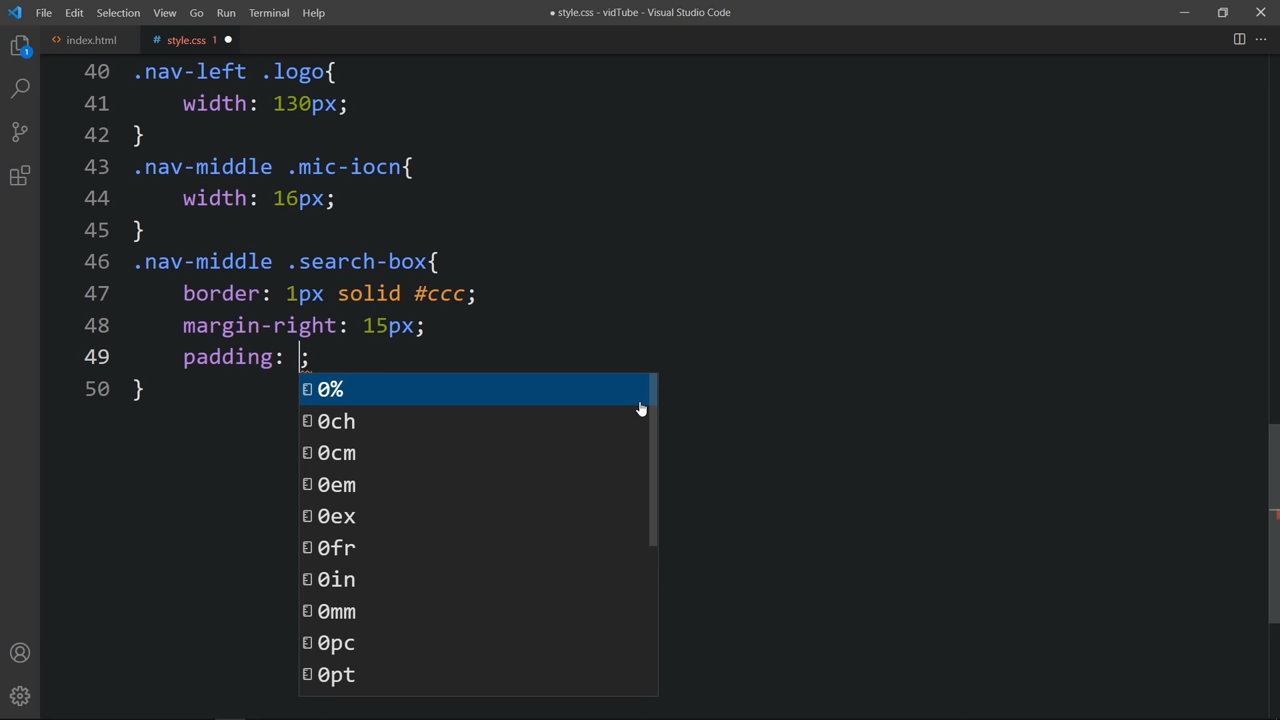 File Edit Selection View Go Run Terminal Help
● style.css - vidTube - Visual Studio Code
1
<> index.html
# style.css 1 ●
40 .nav-left .logo{
41     width: 130px;
42 }
43 .nav-middle .mic-iocn{
44     width: 16px;
45 }
46 .nav-middle .search-box{
47     border: 1px solid #ccc;
48     margin-right: 15px;
49     padding: ;
50 }
0%
0ch
0cm
0em
0ex
0fr
0in
0mm
0pc
0pt